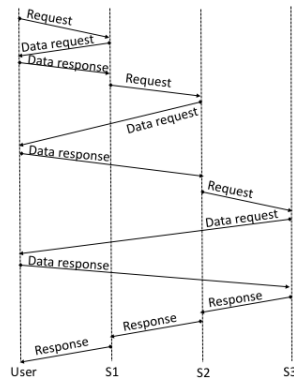 Request
Data request
Data response
Request
Data request
Data response
Request
Data request
Data response
Response
Response
Response
User S1 S2 S3